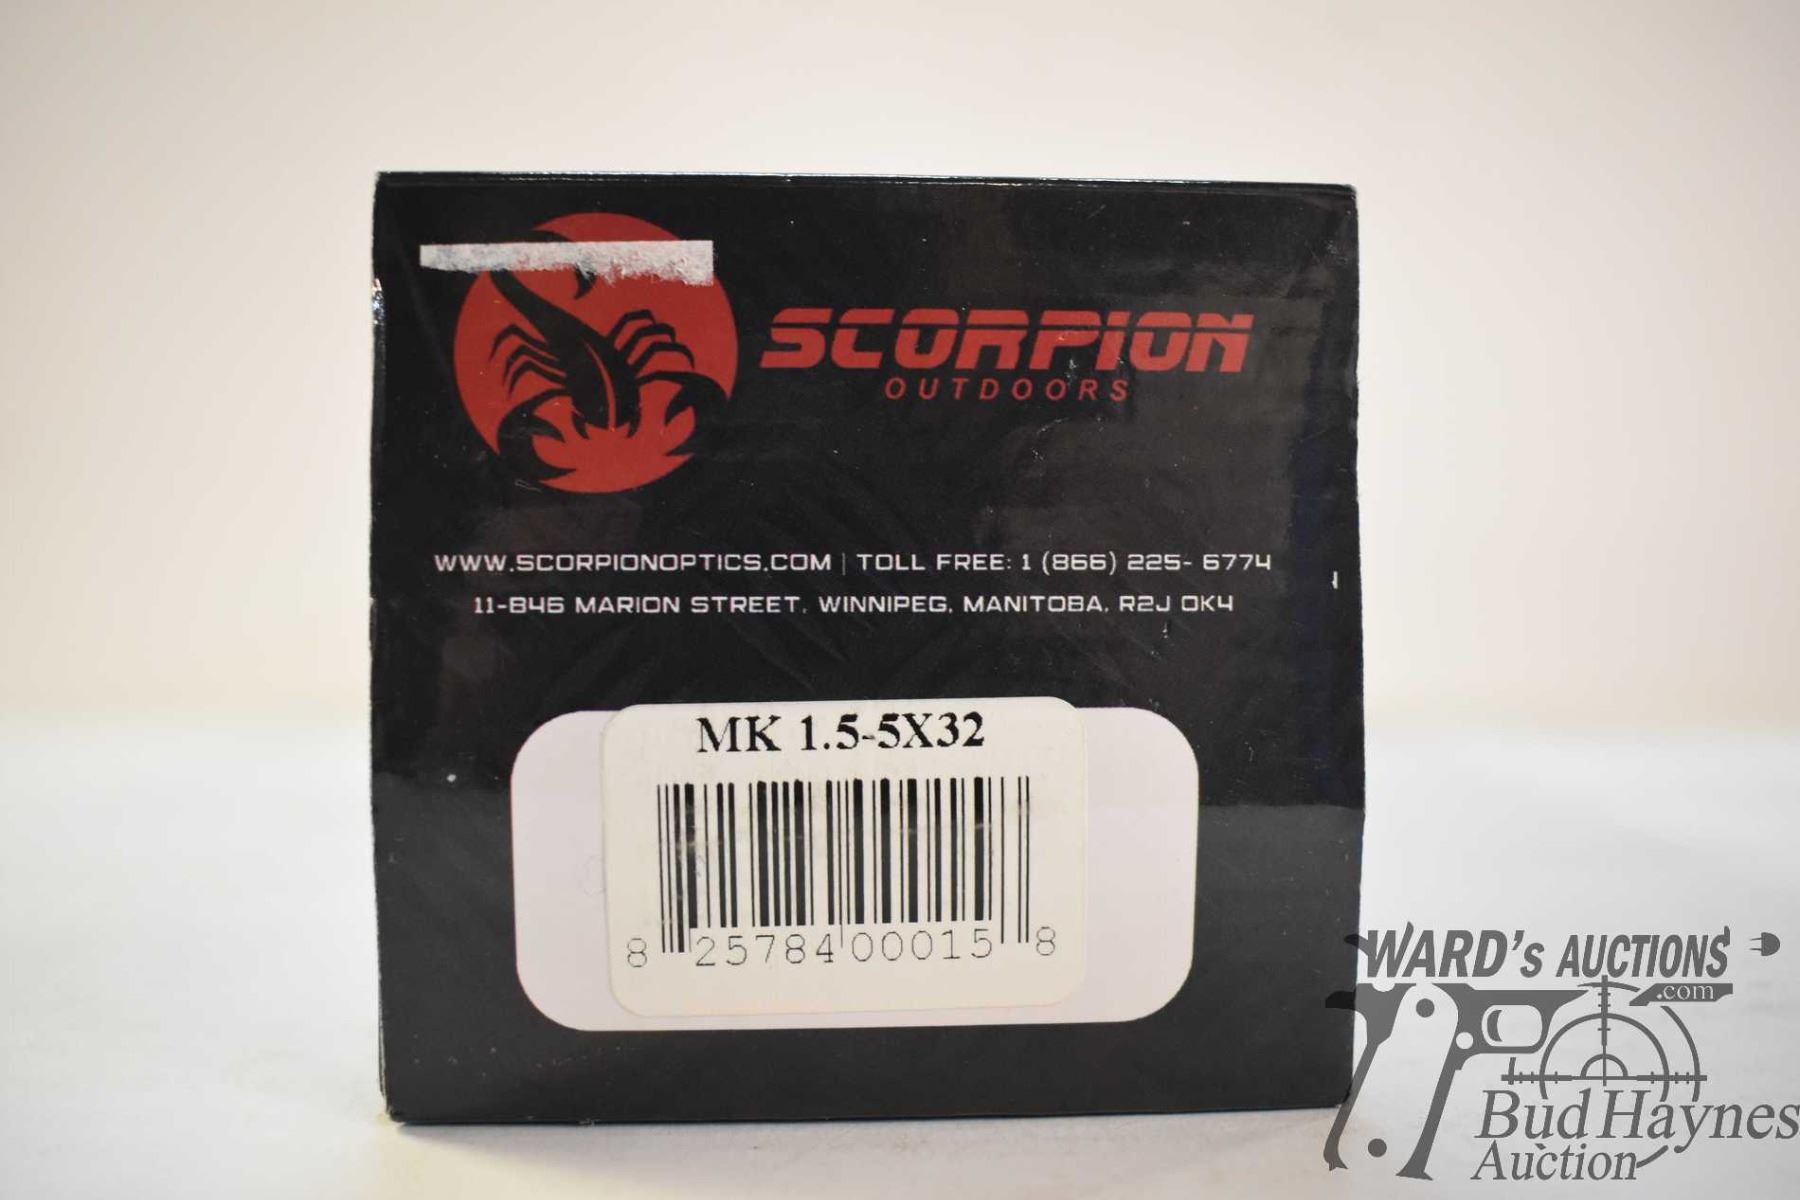 SCORPION
OUTDOORS
WWW.SCORPIONOPTICS.COM | TOLL FREE: 1 (866) 225- 6774
11-846 MARION STREET, WINNIPEG, MANITOBA, R2J 0K4
MK 1.5-5X32
8 25784 00015 8
WARD's AUCTIONS
.com
Bud Haynes
Auction